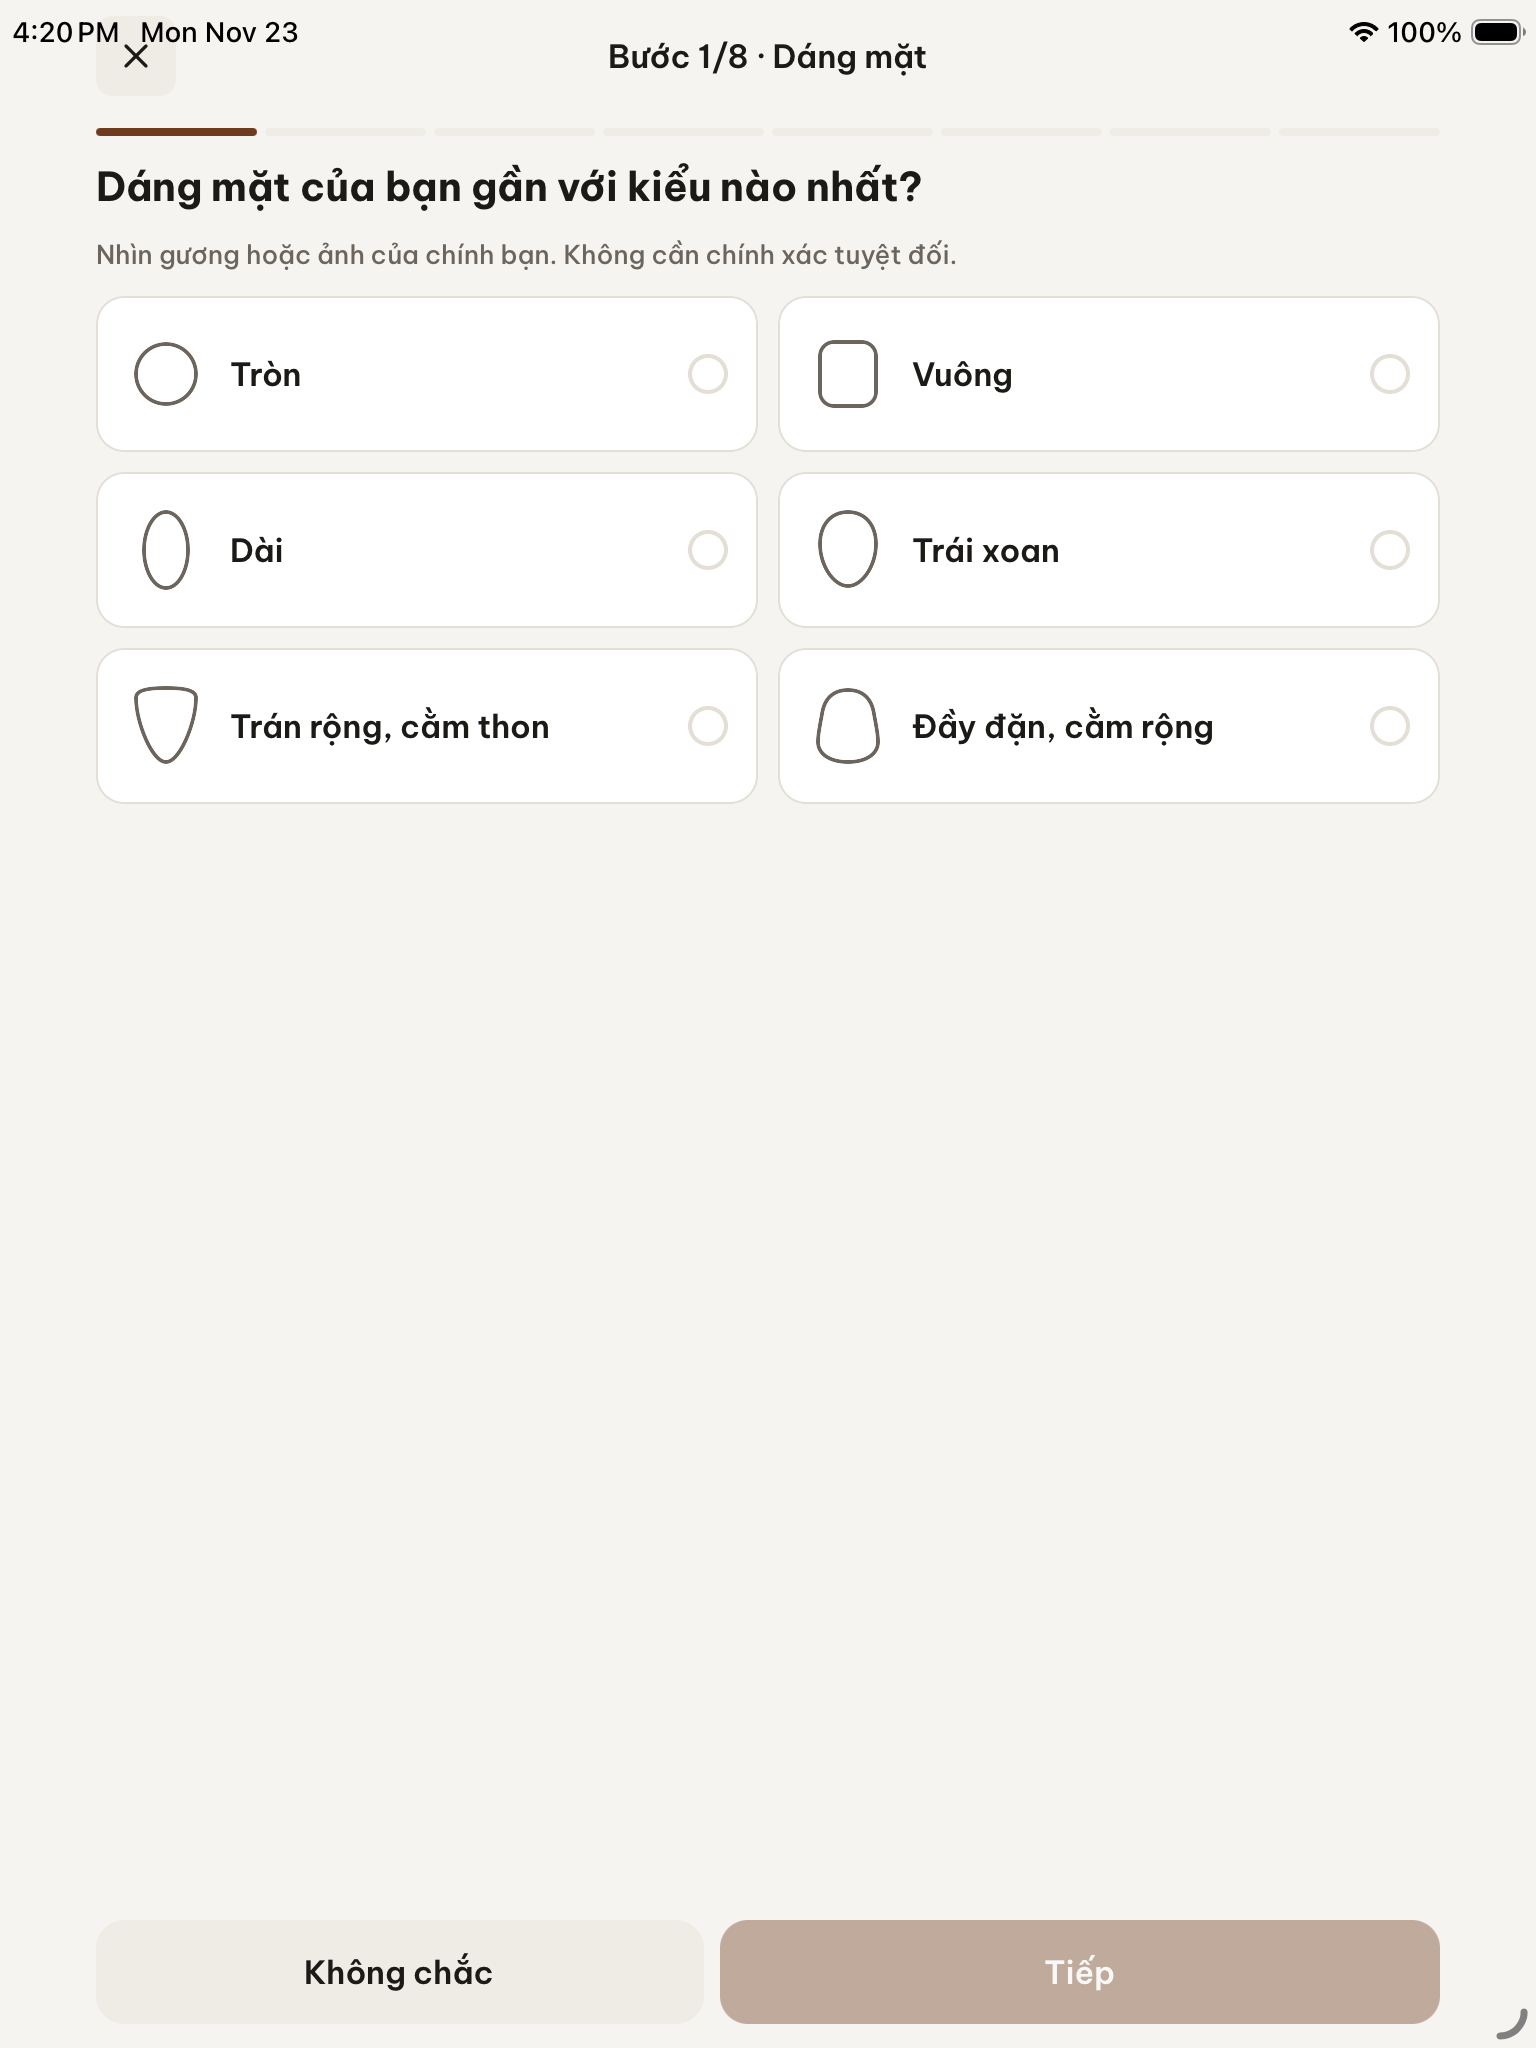 4:20 PM Mon Nov 23
100%
Bước 1/8 · Dáng mặt
Dáng mặt của bạn gần với kiểu nào nhất?
Nhìn gương hoặc ảnh của chính bạn. Không cần chính xác tuyệt đối.
Tròn
Vuông
Dài
Trái xoan
Trán rộng, cằm thon
Đầy đặn, cằm rộng
Không chắc
Tiếp